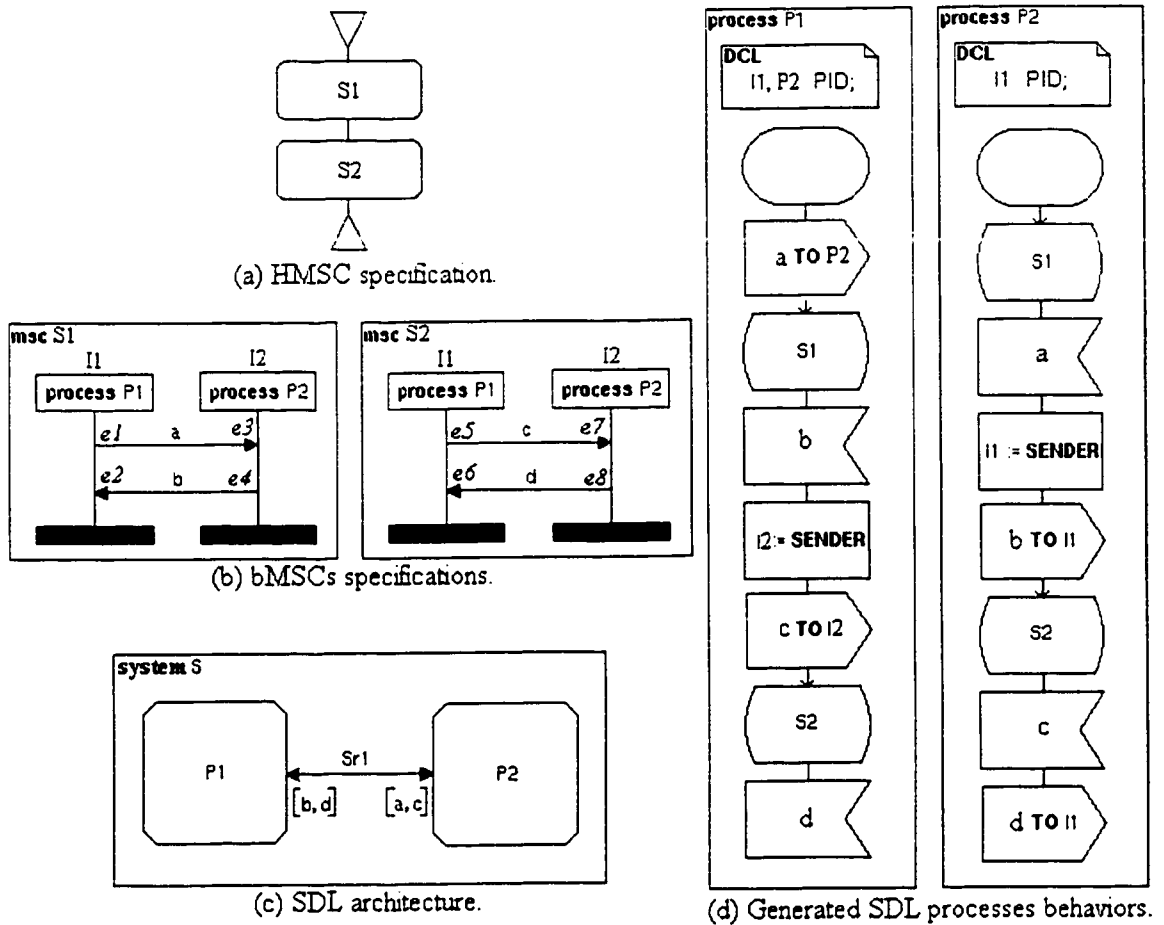 S1
S2
(a) HMSC specification.
msc S1
I1
I2
process P1
process P2
e1
a
e3
e2
b
e4
msc S2
I1
I2
process P1
process P2
e5
c
e7
e6
d
e8
(b) bMSCs specifications.
system S
P1
Sr1
P2
[b,d]
[a,c]
(c) SDL architecture.
process P1
DCL
I1, P2 PID;
a TO P2
S1
b
I2:= SENDER
c TO I2
S2
d
process P2
DCL
I1 PID;
S1
a
I1 := SENDER
b TO I1
S2
c
d TO I1
(d) Generated SDL processes behaviors.